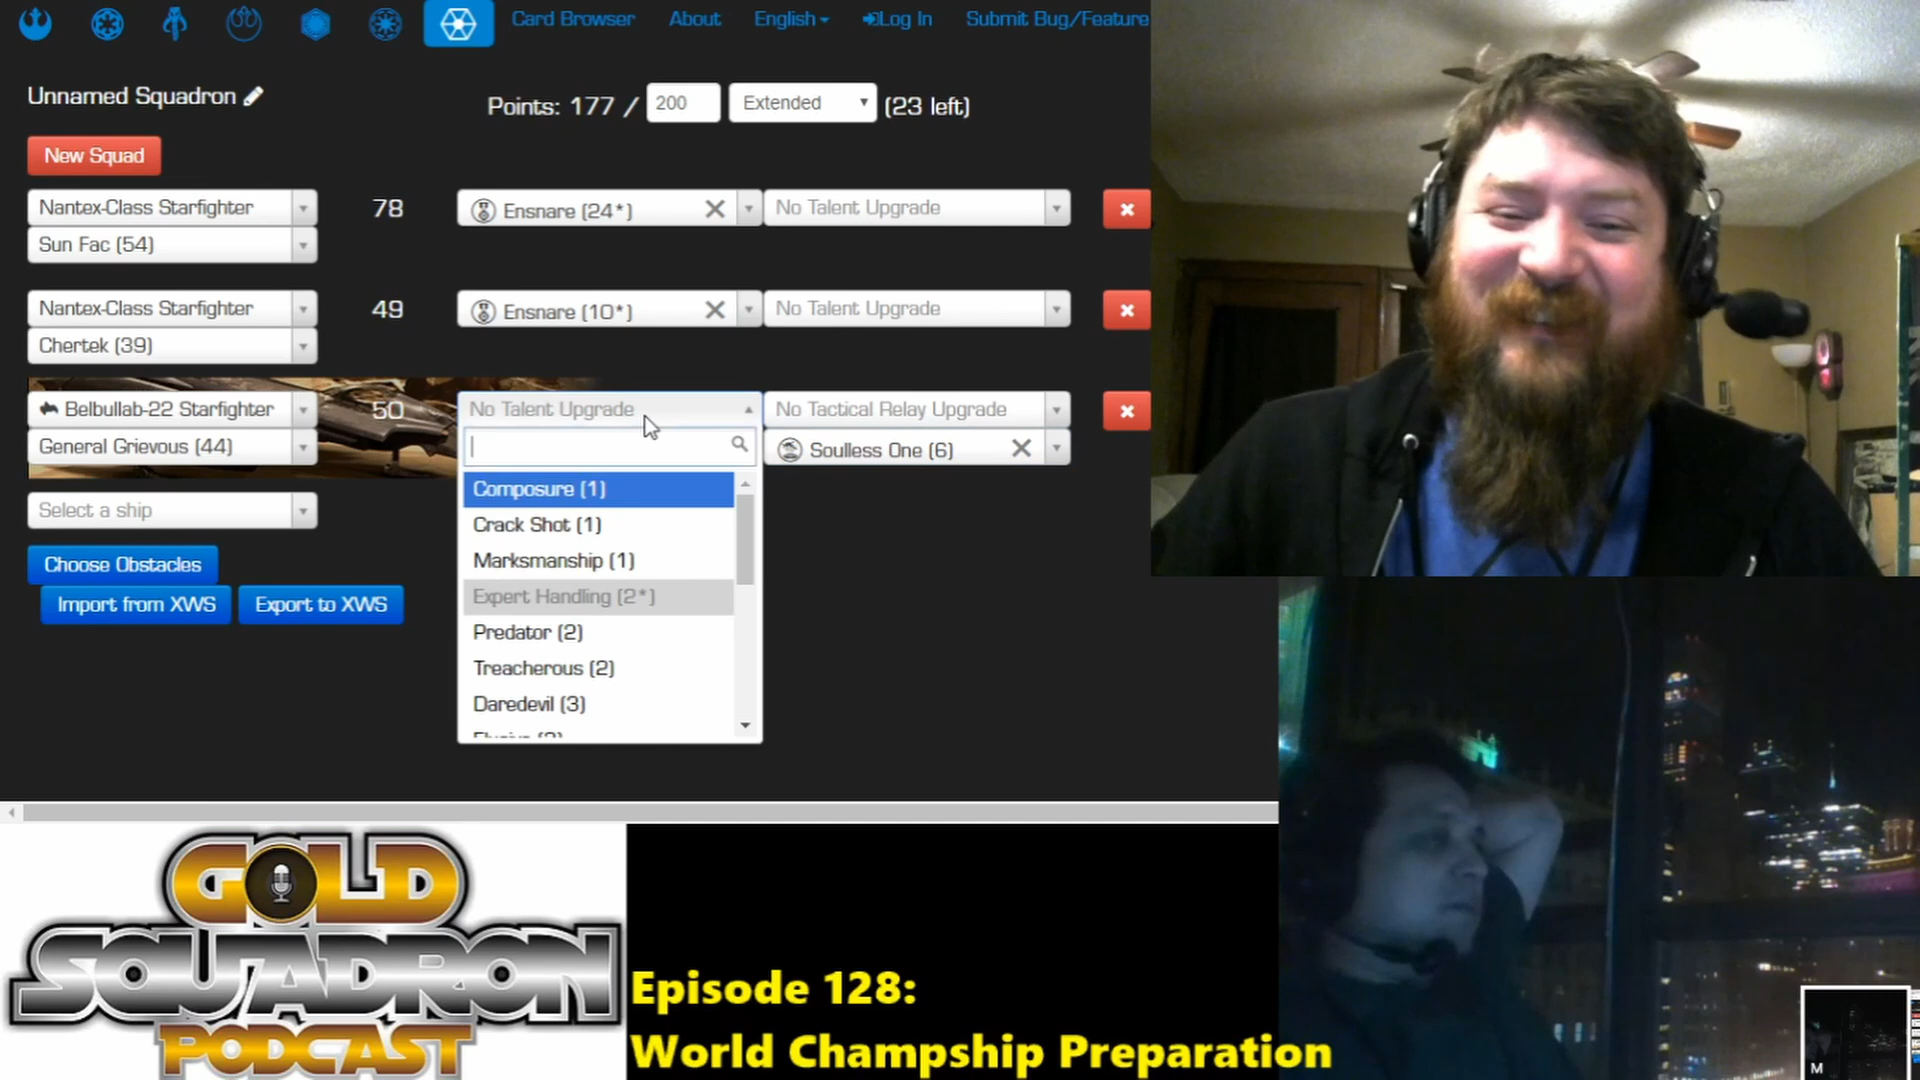 Card Browser About English Log In Submit Bug/Feature
Unnamed Squadron
Points: 177 / 200 Extended (23 left)
New Squad
Nantex-Class Starfighter 78 Ensnare (24*) No Talent Upgrade
Sun Fac (54)
Nantex-Class Starfighter 49 Ensnare (10*) No Talent Upgrade
Chertek (39)
Belbullab-22 Starfighter 50 No Talent Upgrade No Tactical Relay Upgrade
General Grievous (44) Soulless One (6)
Composure (1)
Select a ship
Crack Shot (1)
Marksmanship (1)
Choose Obstacles
Expert Handling (2*)
Import from XWS Export to XWS
Predator (2)
Treacherous (2)
Daredevil (3)
GOLD
SQUADRON
PODCAST
Episode 128:
World Champship Preparation
M